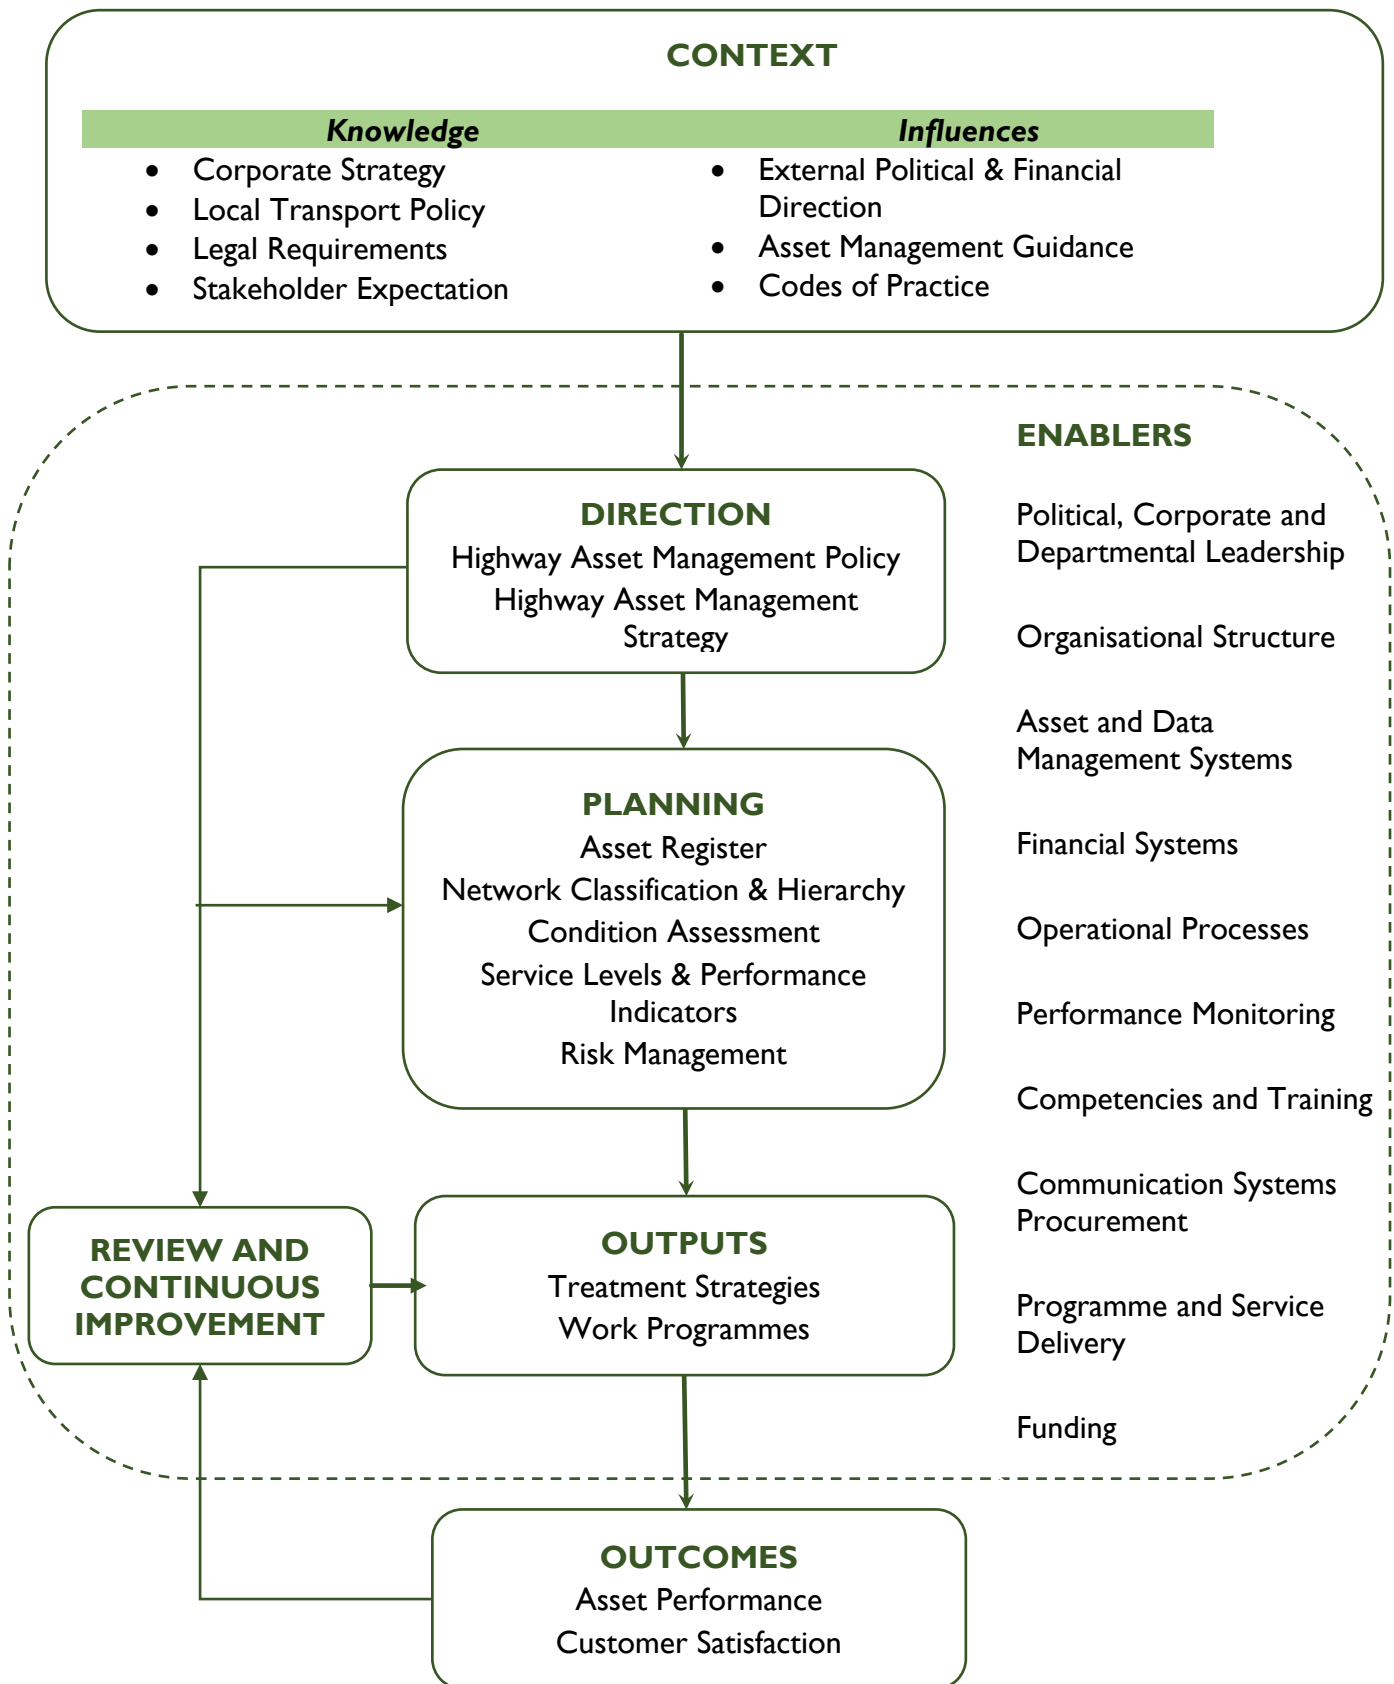 CONTEXT
Knowledge Influences
• Corporate Strategy
• Local Transport Policy
• Legal Requirements
• Stakeholder Expectation
• External Political & Financial
Direction
• Asset Management Guidance
• Codes of Practice
DIRECTION
Highway Asset Management Policy
Highway Asset Management
Strategy
PLANNING
Asset Register
Network Classification & Hierarchy
Condition Assessment
Service Levels & Performance
Indicators
Risk Management
REVIEW AND
CONTINUOUS
IMPROVEMENT
OUTPUTS
Treatment Strategies
Work Programmes
OUTCOMES
Asset Performance
Customer Satisfaction
ENABLERS
Political, Corporate and
Departmental Leadership
Organisational Structure
Asset and Data
Management Systems
Financial Systems
Operational Processes
Performance Monitoring
Competencies and Training
Communication Systems
Procurement
Programme and Service
Delivery
Funding